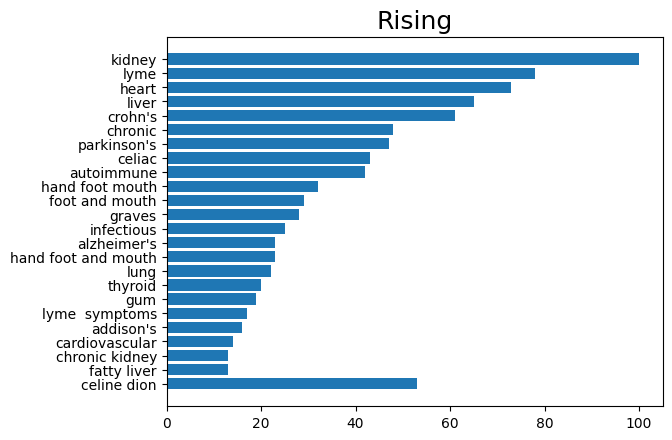 Rising
kidney
lyme
heart
liver
crohn's
chronic
parkinson's
celiac
autoimmune
hand foot mouth
foot and mouth
graves
infectious
alzheimer's
hand foot and mouth
lung
thyroid
gum
lyme  symptoms
addison's
cardiovascular
chronic kidney
fatty liver
celine dion
0 20 40 60 80 100